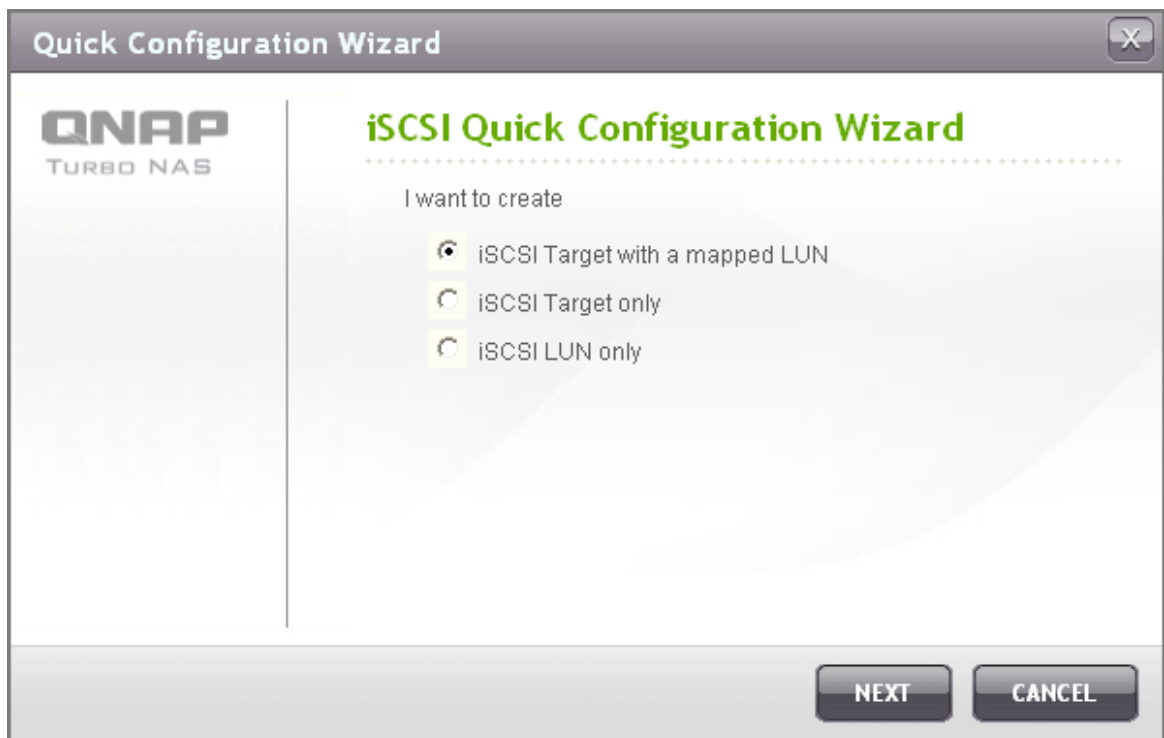 Quick Configuration Wizard
X
QNAP
TURBO NAS
iSCSI Quick Configuration Wizard
I want to create
iSCSI Target with a mapped LUN
iSCSI Target only
iSCSI LUN only
NEXT
CANCEL